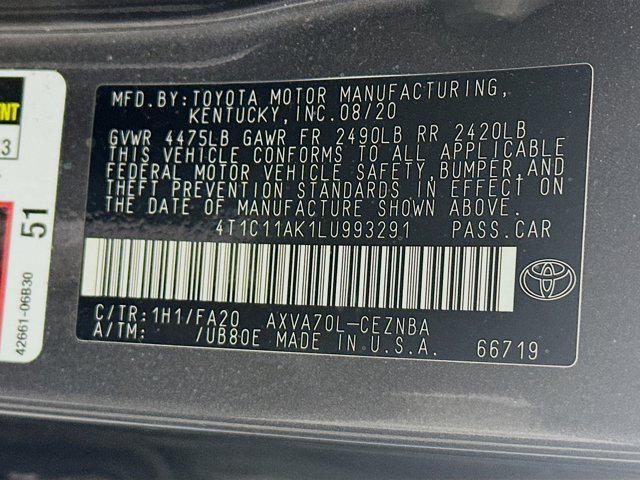 MFD.BY:TOYOTA MOTOR MANUFACTURING,
KENTUCKY,INC.08/20
GVWR 4475LB GAWR FR 2490LB RR 2420LB
THIS VEHICLE CONFORMS TO ALL APPLICABLE
FEDERAL MOTOR VEHICLE SAFETY,BUMPER,AND
THEFT PREVENTION STANDARDS IN EFFECT ON
THE DATE OF MANUFACTURE SHOWN ABOVE.
4T1C11AK1LU993291 PASS.CAR
C/TR:1H1/FA20 AXVA70L-CEZNBA
A/TM: /UB80E MADE IN U.S.A. 66719
51
42661-06B30
3